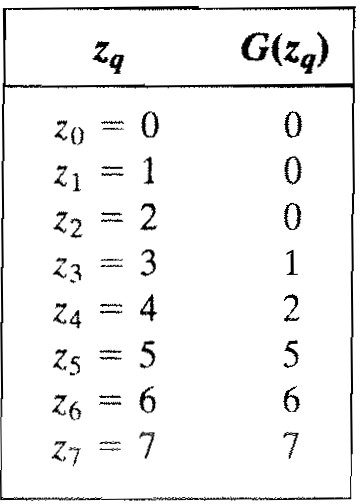 z_q G(z_q)
z_0 = 0 0
z_1 = 1 0
z_2 = 2 0
z_3 = 3 1
z_4 = 4 2
z_5 = 5 5
z_6 = 6 6
z_7 = 7 7